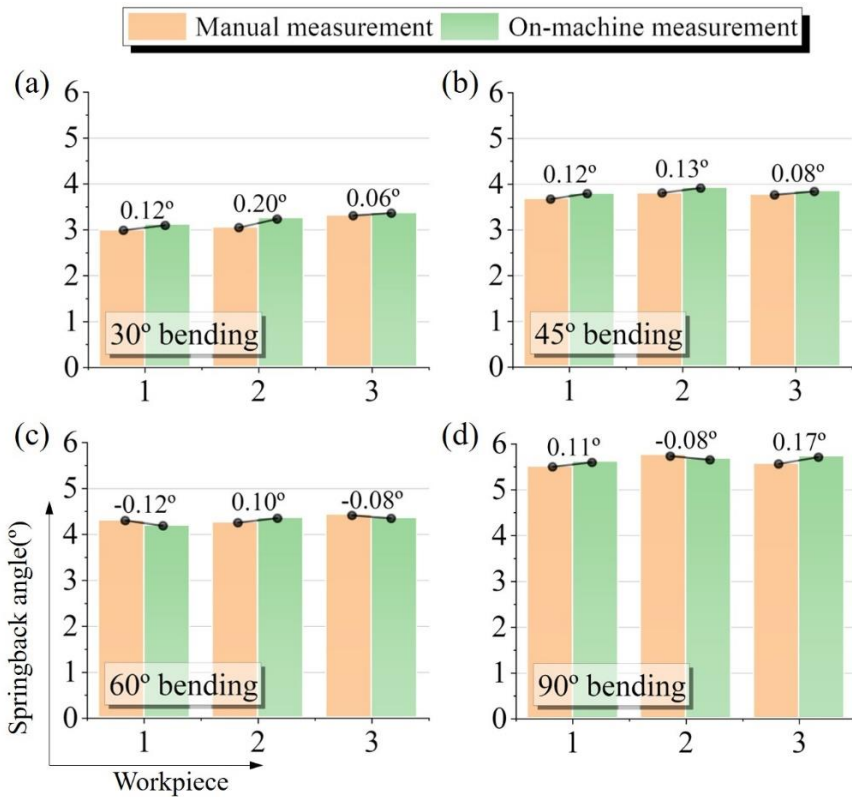 Manual measurement On-machine measurement
(a)
6
5
4
3
2
1
0
0.12º 0.20º 0.06º
30º bending
1 2 3
(b)
6
5
4
3
2
1
0
0.12º 0.13º 0.08º
45º bending
1 2 3
(c)
6
5
4
3
2
1
0
-0.12º 0.10º -0.08º
60º bending
1 2 3
(d)
6
5
4
3
2
1
0
0.11º -0.08º 0.17º
90º bending
1 2 3
Springback angle(º)
Workpiece